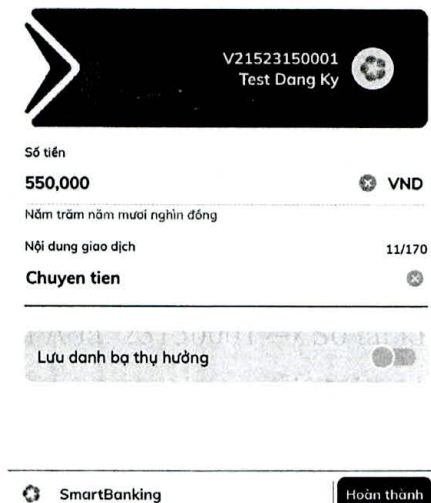 V21523150001
Test Dang Ky
Số tiền
550,000 VND
Năm trăm năm mươi nghìn đồng
Nội dung giao dịch 11/170
Chuyen tien
Lưu danh bạ thụ hưởng
SmartBanking Hoàn thành